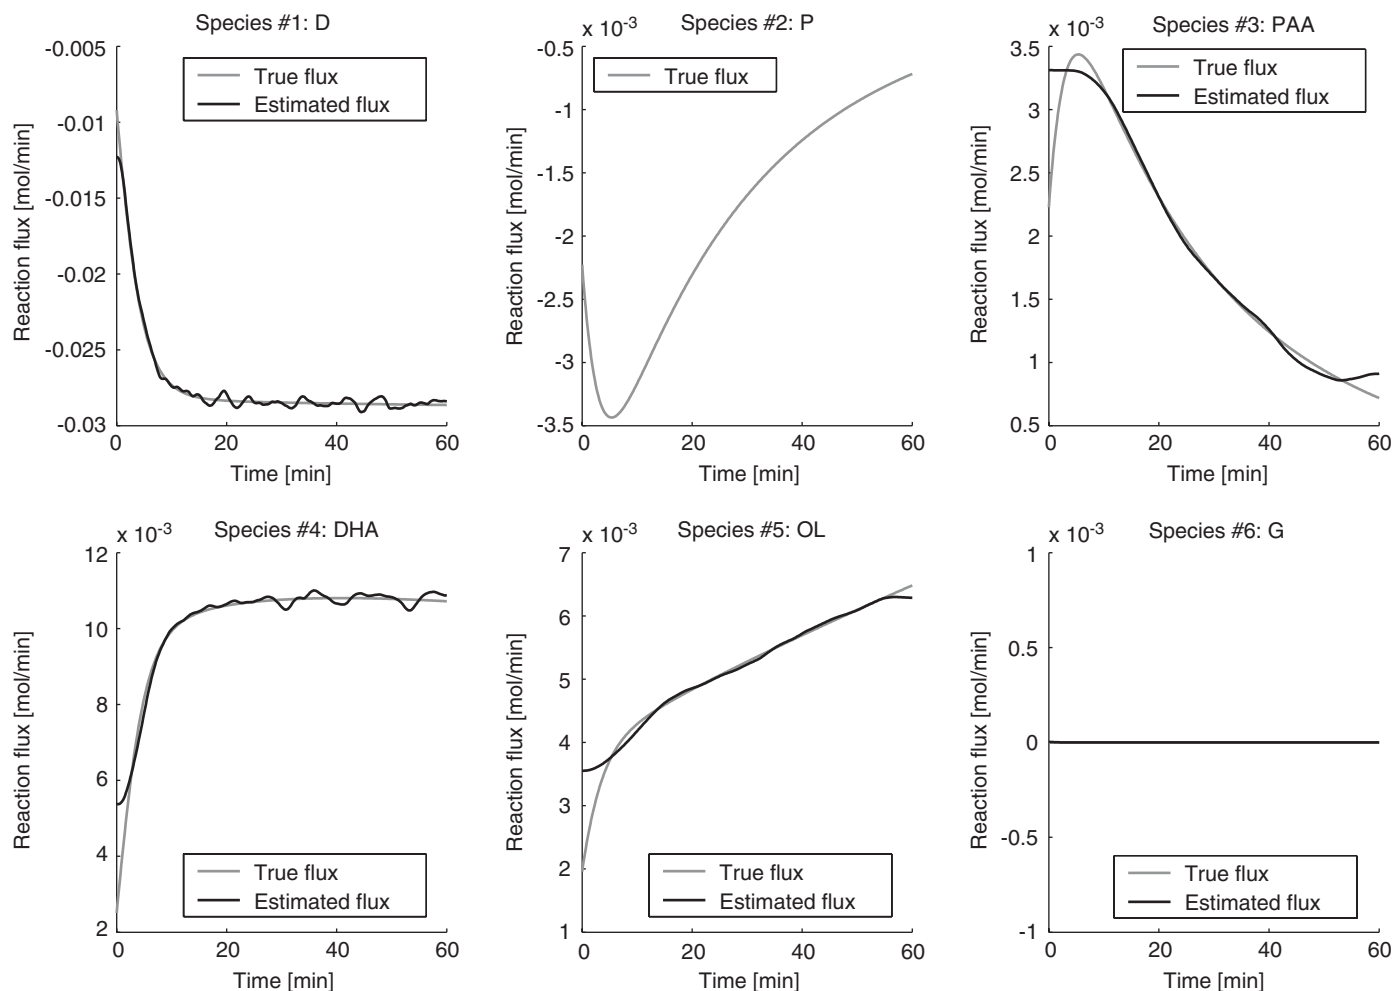 Species #1: D
-0.005
-0.01
-0.015
-0.02
-0.025
-0.03
Reaction flux [mol/min]
True flux
Estimated flux
0 20 40 60
Time [min]
x 10-3 Species #2: P
-0.5
-1
-1.5
-2
-2.5
-3
-3.5
Reaction flux [mol/min]
True flux
0 20 40 60
Time [min]
x 10-3 Species #3: PAA
3.5
3
2.5
2
1.5
1
0.5
Reaction flux [mol/min]
True flux
Estimated flux
0 20 40 60
Time [min]
x 10-3 Species #4: DHA
12
10
8
6
4
2
Reaction flux [mol/min]
True flux
Estimated flux
0 20 40 60
Time [min]
x 10-3 Species #5: OL
7
6
5
4
3
2
1
Reaction flux [mol/min]
True flux
Estimated flux
0 20 40 60
Time [min]
x 10-3 Species #6: G
1
0.5
0
-0.5
-1
Reaction flux [mol/min]
True flux
Estimated flux
0 20 40 60
Time [min]